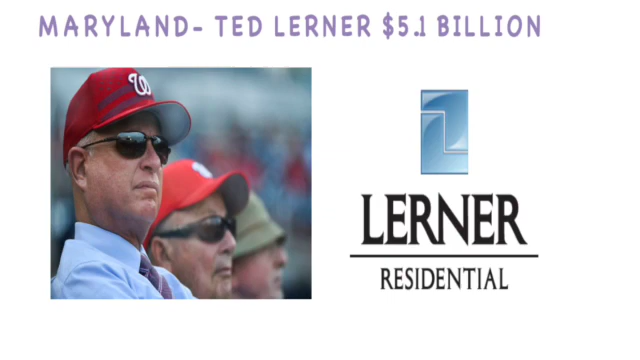 MARYLAND- TED LERNER $5.1 BILLION
W
LERNER
RESIDENTIAL